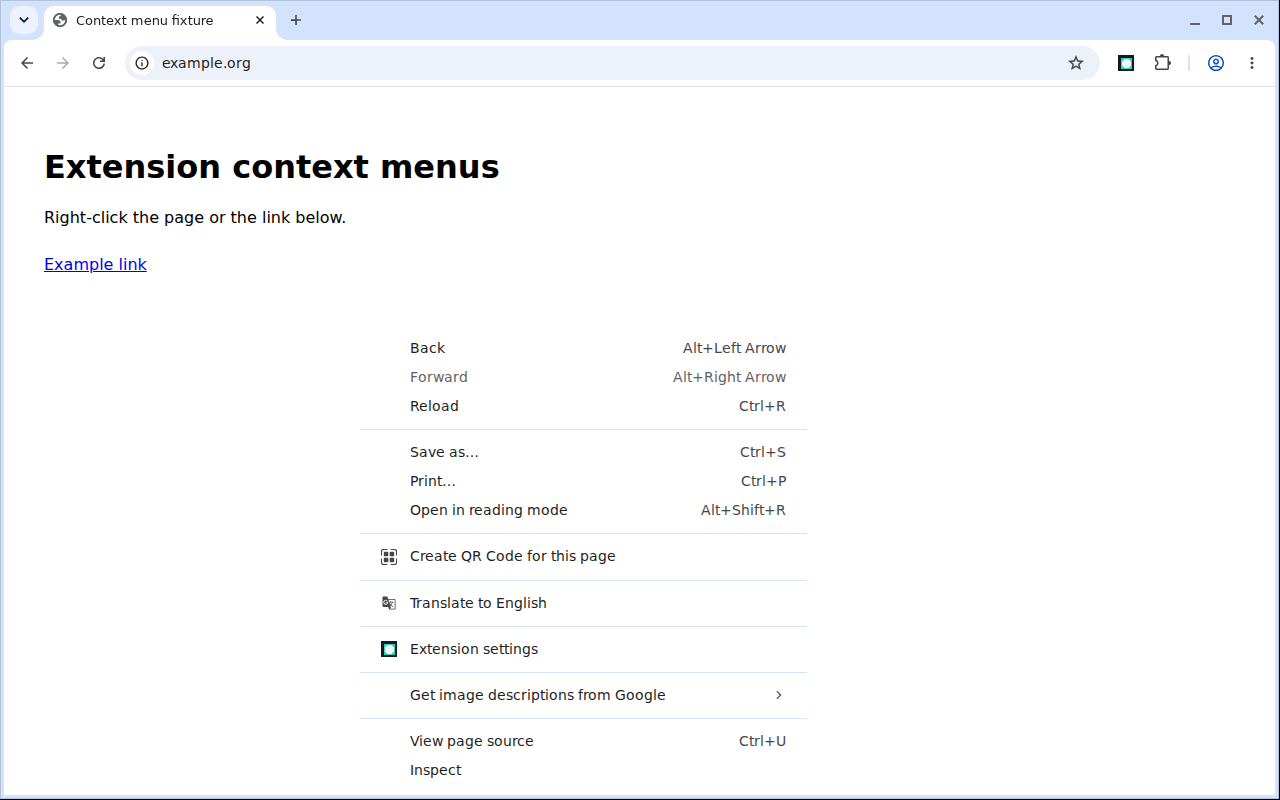 Context menu fixture
example.org
Extension context menus
Right-click the page or the link below.
Example link
Back Alt+Left Arrow
Forward Alt+Right Arrow
Reload Ctrl+R
Save as... Ctrl+S
Print... Ctrl+P
Open in reading mode Alt+Shift+R
Create QR Code for this page
Translate to English
Extension settings
Get image descriptions from Google
View page source Ctrl+U
Inspect